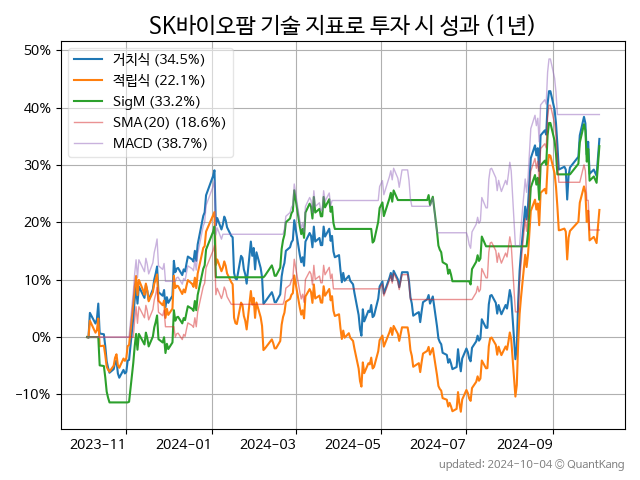 SK바이오팜 기술 지표로 투자 시 성과 (1년)
거치식 (34.5%)
적립식 (22.1%)
SigM (33.2%)
SMA(20) (18.6%)
MACD (38.7%)
50%
40%
30%
20%
10%
0%
−10%
2023-11
2024-01
2024-03
2024-05
2024-07
2024-09
updated: 2024-10-04 © QuantKang